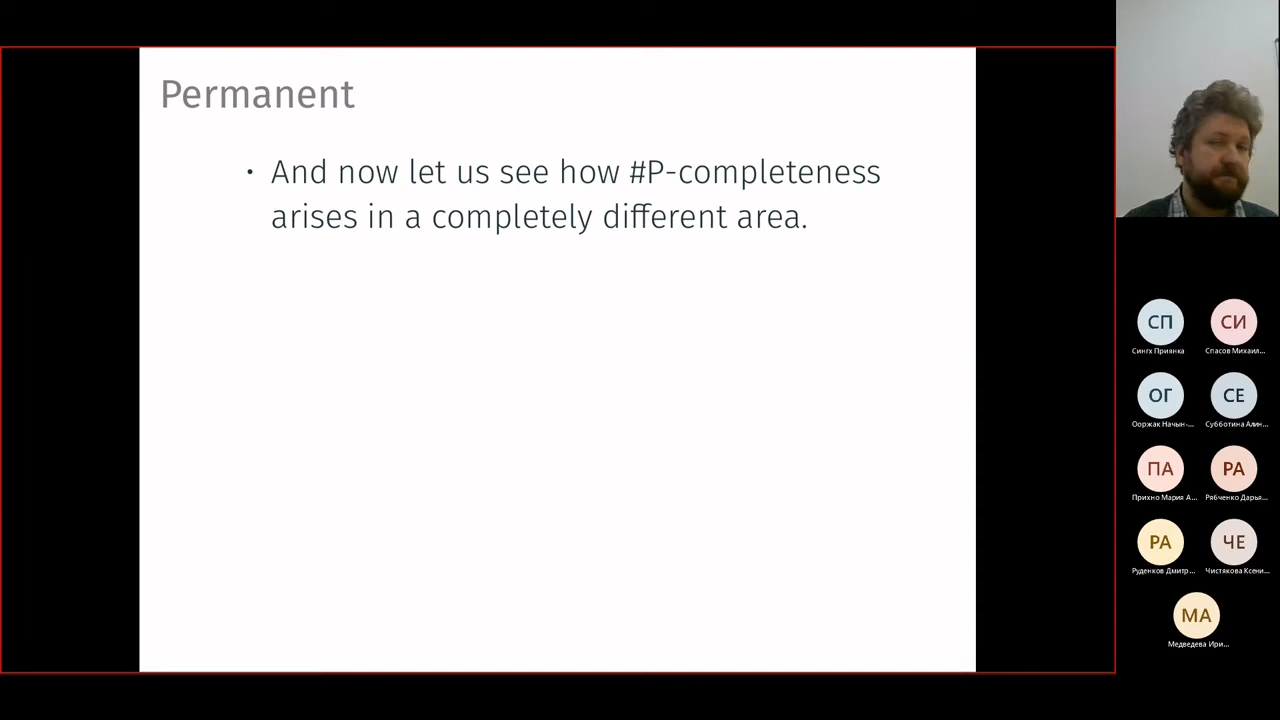 Permanent
• And now let us see how #P-completeness
arises in a completely different area.
СП СИ
Сингх Приянка Спасов Михаил...
ОГ СЕ
Ооржак Начын-... Субботина Алин...
ПА РА
Прихно Мария А... Рябченко Дарья...
РА ЧЕ
Руденков Дмитр... Чистякова Ксени...
МА
Медведева Ири...